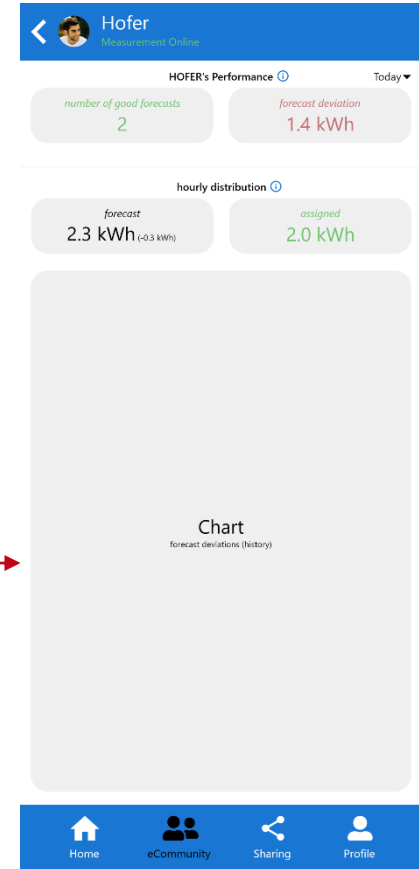 Hofer
Measurement Online
HOFER's Performance
Today
number of good forecasts
2
forecast deviation
1.4 kWh
hourly distribution
forecast
2.3 kWh (-0.3 kWh)
assigned
2.0 kWh
Chart
forecast deviations (history)
Home
eCommunity
Sharing
Profile